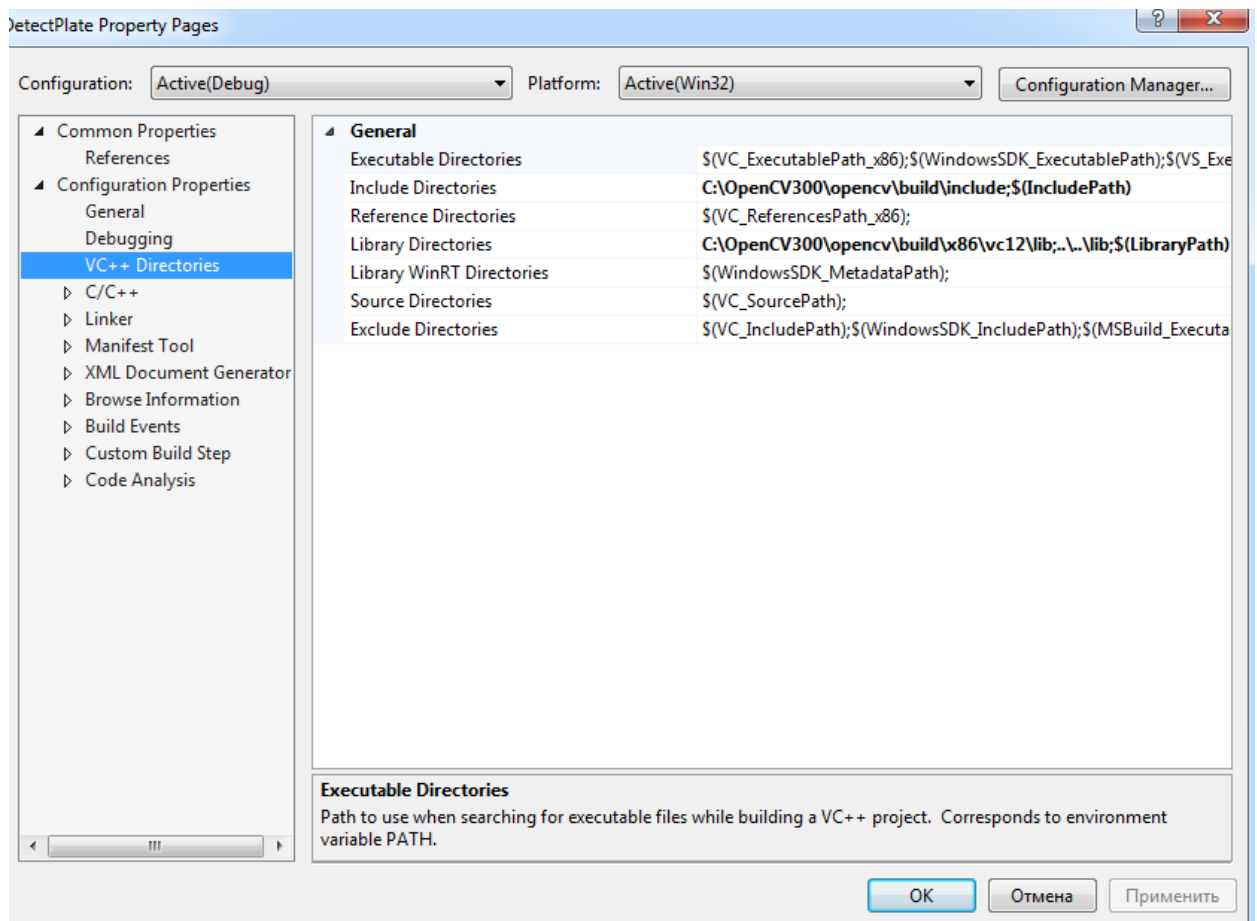 DetectPlate Property Pages
Configuration: Active(Debug) Platform: Active(Win32) Configuration Manager...
Common Properties
References
Configuration Properties
General
Debugging
VC++ Directories
C/C++
Linker
Manifest Tool
XML Document Generator
Browse Information
Build Events
Custom Build Step
Code Analysis
General
Executable Directories $(VC_ExecutablePath_x86);$(WindowsSDK_ExecutablePath);$(VS_Exe
Include Directories C:\OpenCV300\opencv\build\include;$(IncludePath)
Reference Directories $(VC_ReferencesPath_x86);
Library Directories C:\OpenCV300\opencv\build\x86\vc12\lib;..\..\lib;$(LibraryPath)
Library WinRT Directories $(WindowsSDK_MetadataPath);
Source Directories $(VC_SourcePath);
Exclude Directories $(VC_IncludePath);$(WindowsSDK_IncludePath);$(MSBuild_Executa
Executable Directories
Path to use when searching for executable files while building a VC++ project. Corresponds to environment
variable PATH.
OK Отмена Применить